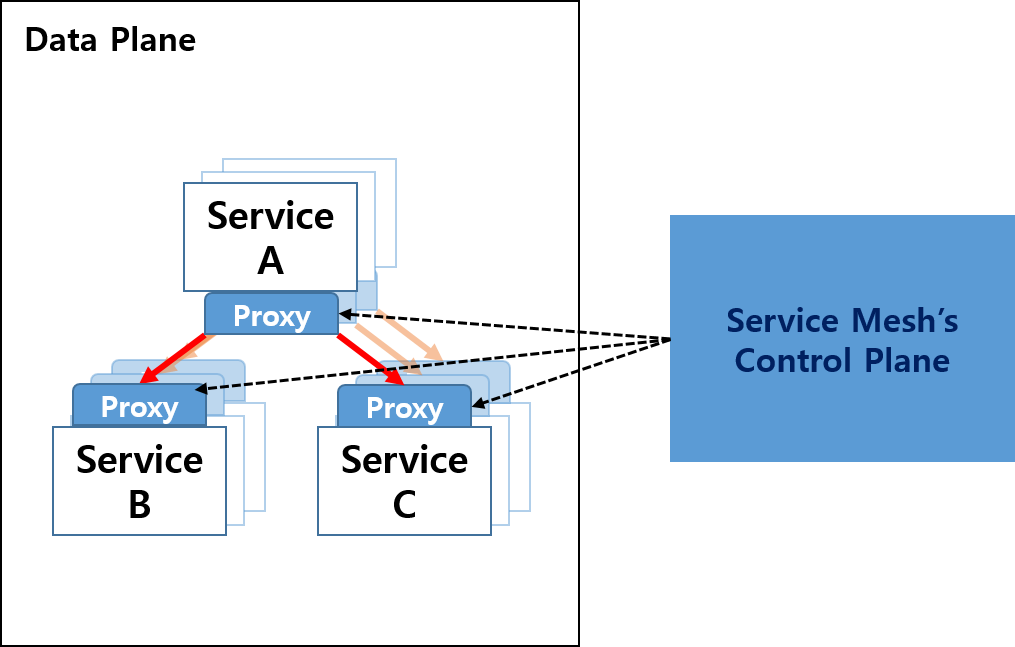 Data Plane
Service
A
Proxy
Proxy
Service
B
Proxy
Service
C
Service Mesh’s
Control Plane